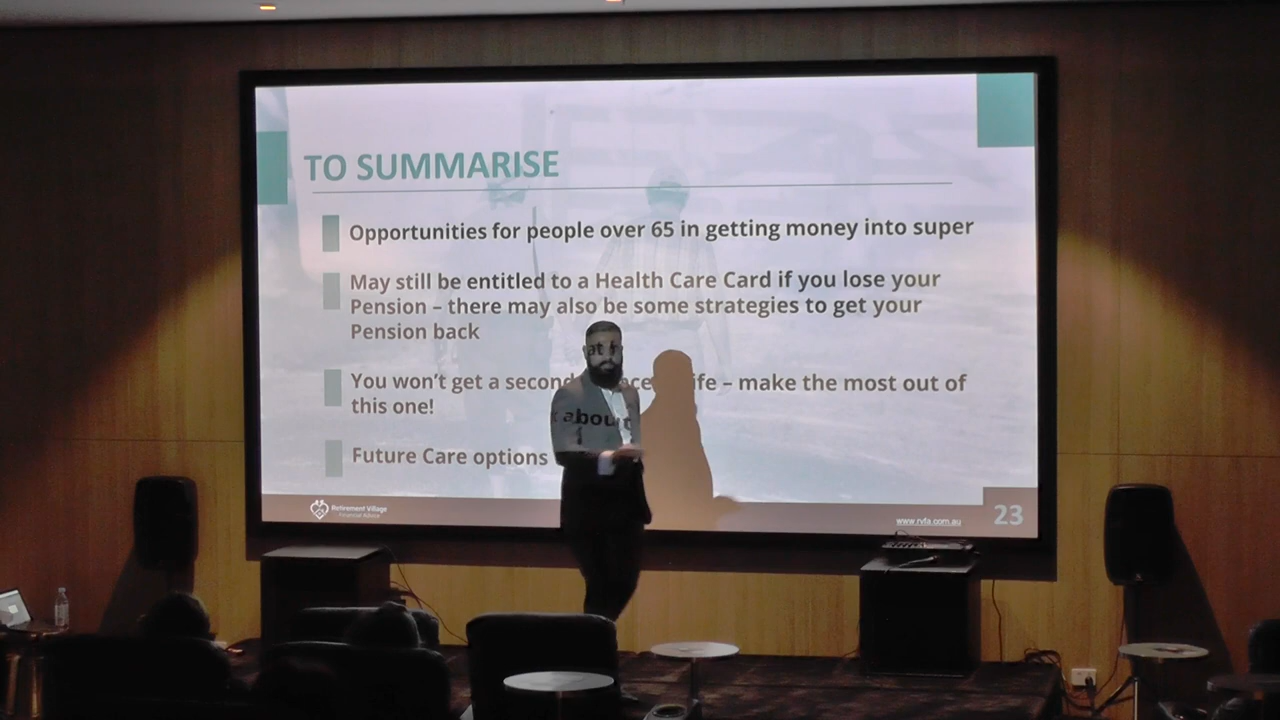 TO SUMMARISE
Opportunities for people over 65 in getting money into super
May still be entitled to a Health Care Card if you lose your
Pension – there may also be some strategies to get your
Pension back
You won't get a second life – make the most out of
this one!
Future Care options
about
Retirement Village
Financial Advice
www.rvfa.com.au
23